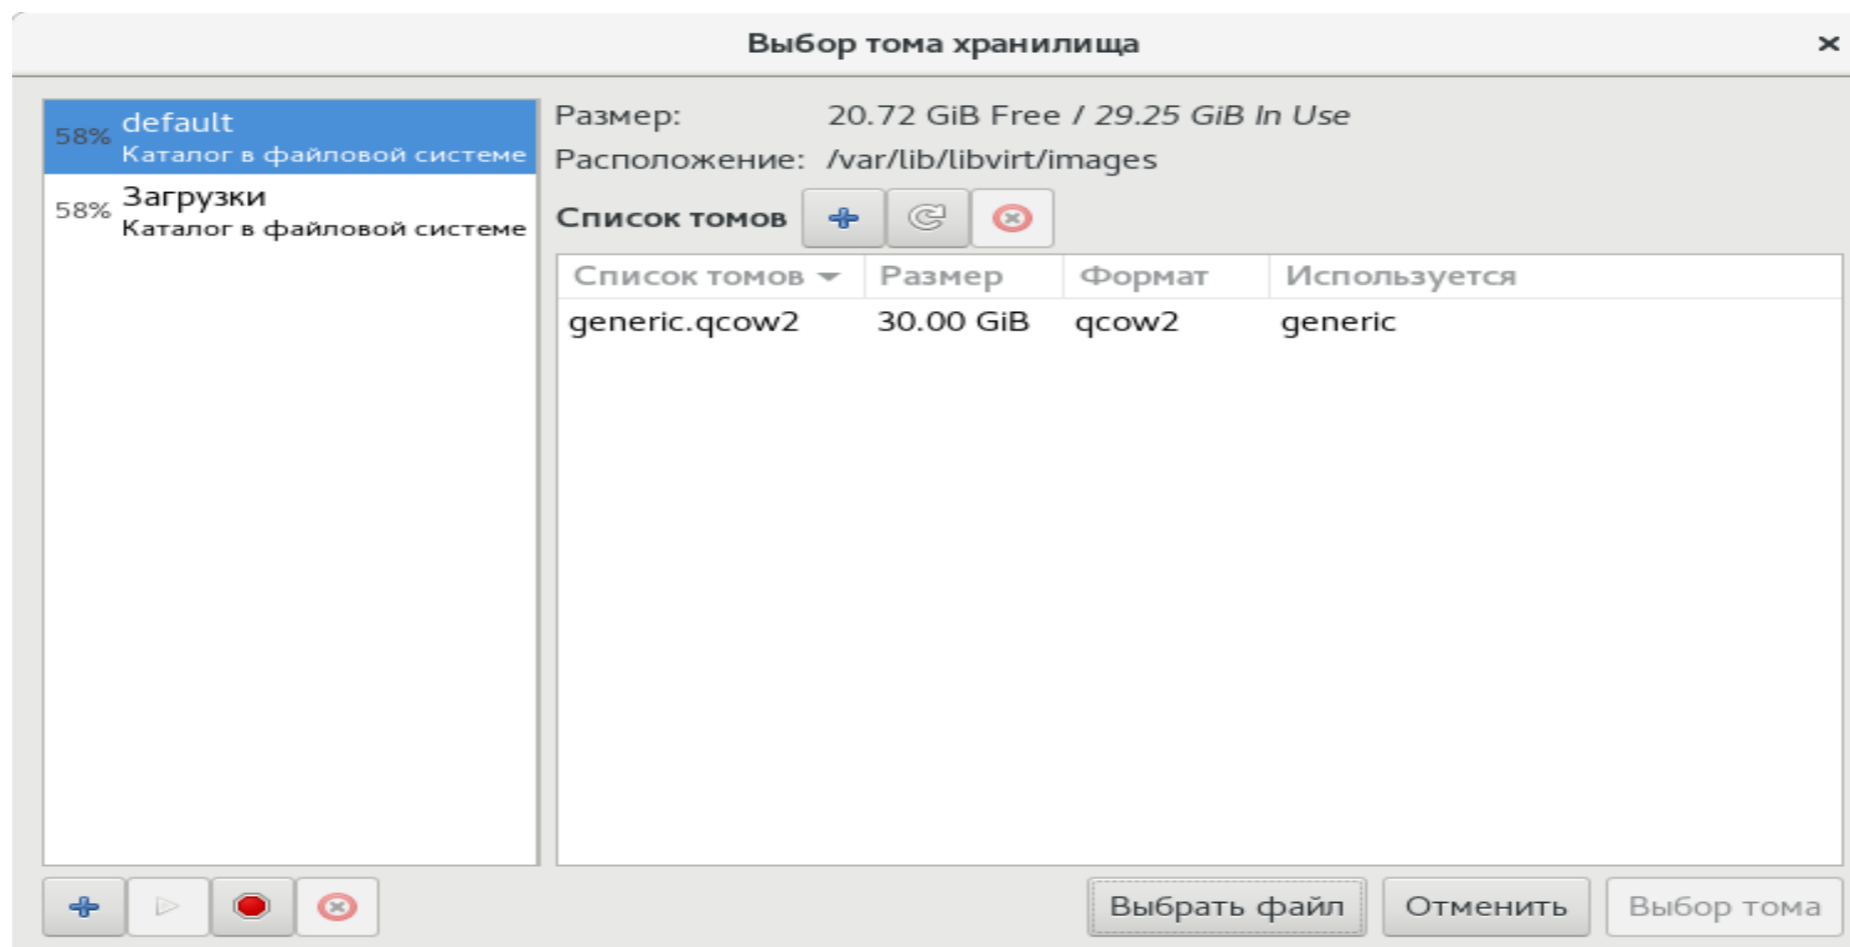 Выбор тома хранилища
58% default
Каталог в файловой системе
58% Загрузки
Каталог в файловой системе
Размер: 20.72 GiB Free / 29.25 GiB In Use
Расположение: /var/lib/libvirt/images
Список томов
Список томов Размер Формат Используется
generic.qcow2 30.00 GiB qcow2 generic
Выбрать файл Отменить Выбор тома